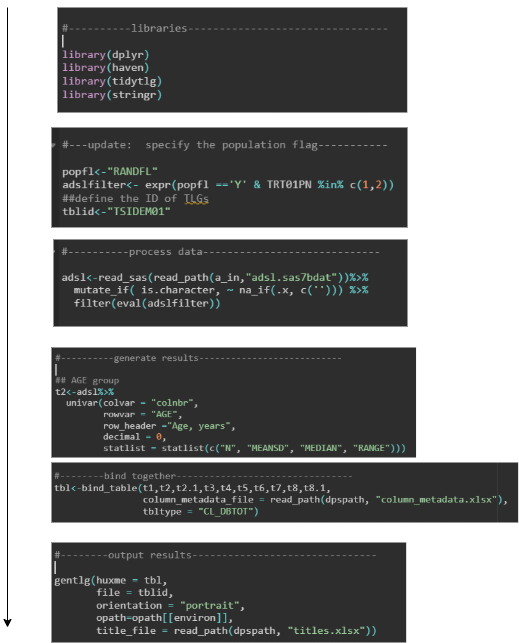 #----------libraries--------------------------------
library(dplyr)
library(haven)
library(tidytlg)
library(stringr)
#---update:  specify the population flag-----------
popfl<-"RANDFL"
adslfilter<- expr(popfl =='Y' & TRT01PN %in% c(1,2))
##define the ID of TLGs
tblid<-"TSIDEM01"
#----------process data-----------------------------
adsl<-read_sas(read_path(a_in,"adsl.sas7bdat"))%>%
mutate_if( is.character, ~ na_if(.x, c(''))) %>%
filter(eval(adslfilter))
#----------generate results---------------------------
## AGE group
t2<-adsl%>%
univar(colvar = "colnbr",
rowvar = "AGE",
row_header ="Age, years",
decimal = 0,
statlist = statlist(c("N", "MEANSD", "MEDIAN", "RANGE")))
#--------bind together--------------------------------
tbl<-bind_table(t1,t2,t2.1,t3,t4,t5,t6,t7,t8,t8.1,
column_metadata_file = read_path(dpspath, "column_metadata.xlsx"),
tbltype = "CL_DBTOT")
#--------output results----------------------------------
gentlg(huxme = tbl,
file = tblid,
orientation = "portrait",
opath=opath[[environ]],
title_file = read_path(dpspath, "titles.xlsx"))